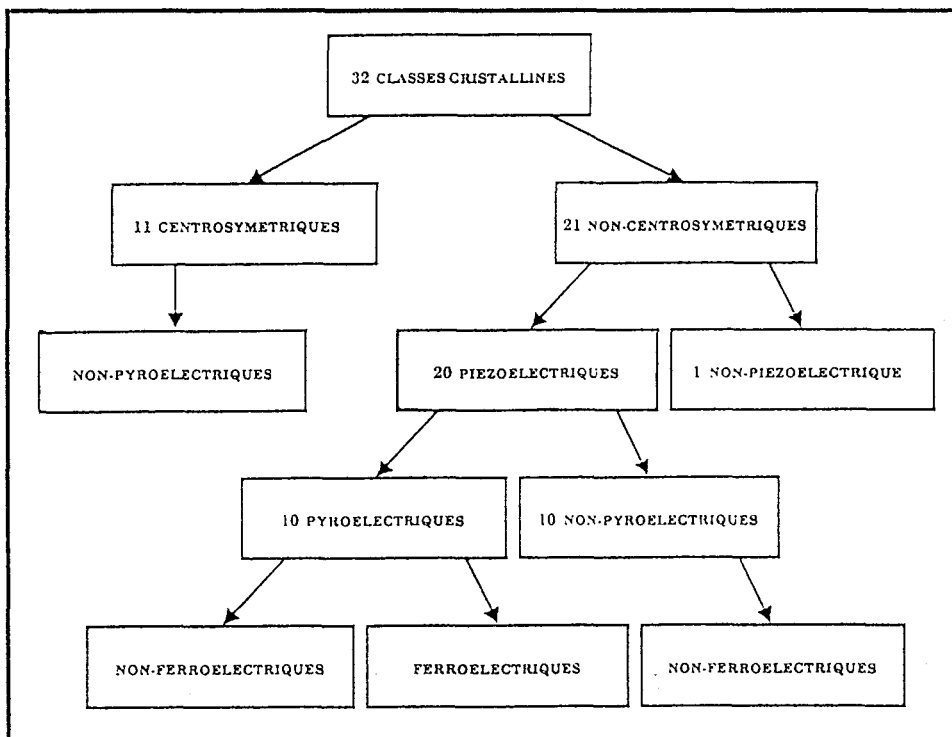 32 CLASSES CRISTALLINES
11 CENTROSYMETRIQUES
21 NON-CENTROSYMETRIQUES
NON-PYROELECTRIQUES
20 PIEZOELECTRIQUES
1 NON-PIEZOELECTRIQUE
10 PYROELECTRIQUES
10 NON-PYROELECTRIQUES
NON-FERROELECTRIQUES
FERROELECTRIQUES
NON-FERROELECTRIQUES